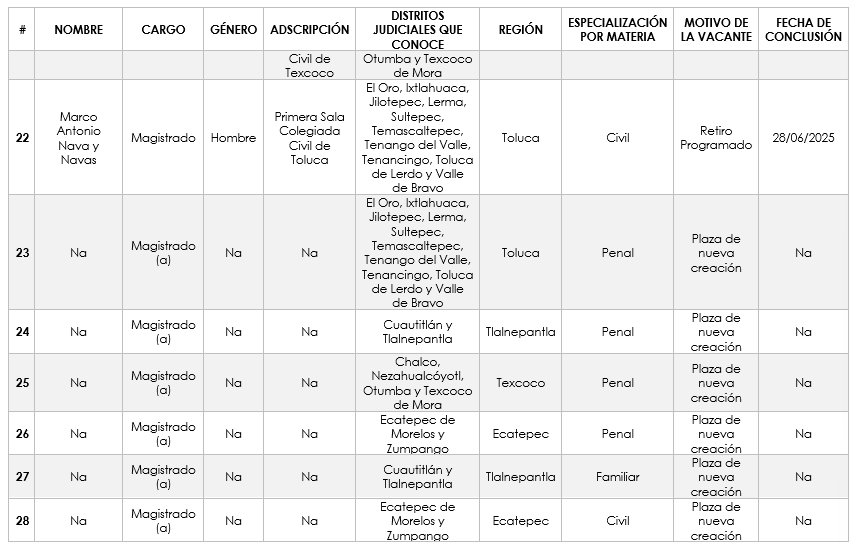 # NOMBRE CARGO GÉNERO ADSCRIPCIÓN DISTRITOS JUDICIALES QUE CONOCE REGIÓN ESPECIALIZACIÓN POR MATERIA MOTIVO DE LA VACANTE FECHA DE CONCLUSIÓN
Civil de Texcoco Otumba y Texcoco de Mora
22 Marco Antonio Nava y Navas Magistrado Hombre Primera Sala Colegiada Civil de Toluca El Oro, Ixtlahuaca, Jilotepec, Lerma, Sultepec, Temascaltepec, Tenango del Valle, Tenancingo, Toluca de Lerdo y Valle de Bravo Toluca Civil Retiro Programado 28/06/2025
23 Na Magistrado (a) Na Na El Oro, Ixtlahuaca, Jilotepec, Lerma, Sultepec, Temascaltepec, Tenango del Valle, Tenancingo, Toluca de Lerdo y Valle de Bravo Toluca Penal Plaza de nueva creación Na
24 Na Magistrado (a) Na Na Cuautitlán y Tlalnepantla Tlalnepantla Penal Plaza de nueva creación Na
25 Na Magistrado (a) Na Na Chalco, Nezahualcóyotl, Otumba y Texcoco de Mora Texcoco Penal Plaza de nueva creación Na
26 Na Magistrado (a) Na Na Ecatepec de Morelos y Zumpango Ecatepec Penal Plaza de nueva creación Na
27 Na Magistrado (a) Na Na Cuautitlán y Tlalnepantla Tlalnepantla Familiar Plaza de nueva creación Na
28 Na Magistrado (a) Na Na Ecatepec de Morelos y Zumpango Ecatepec Civil Plaza de nueva creación Na